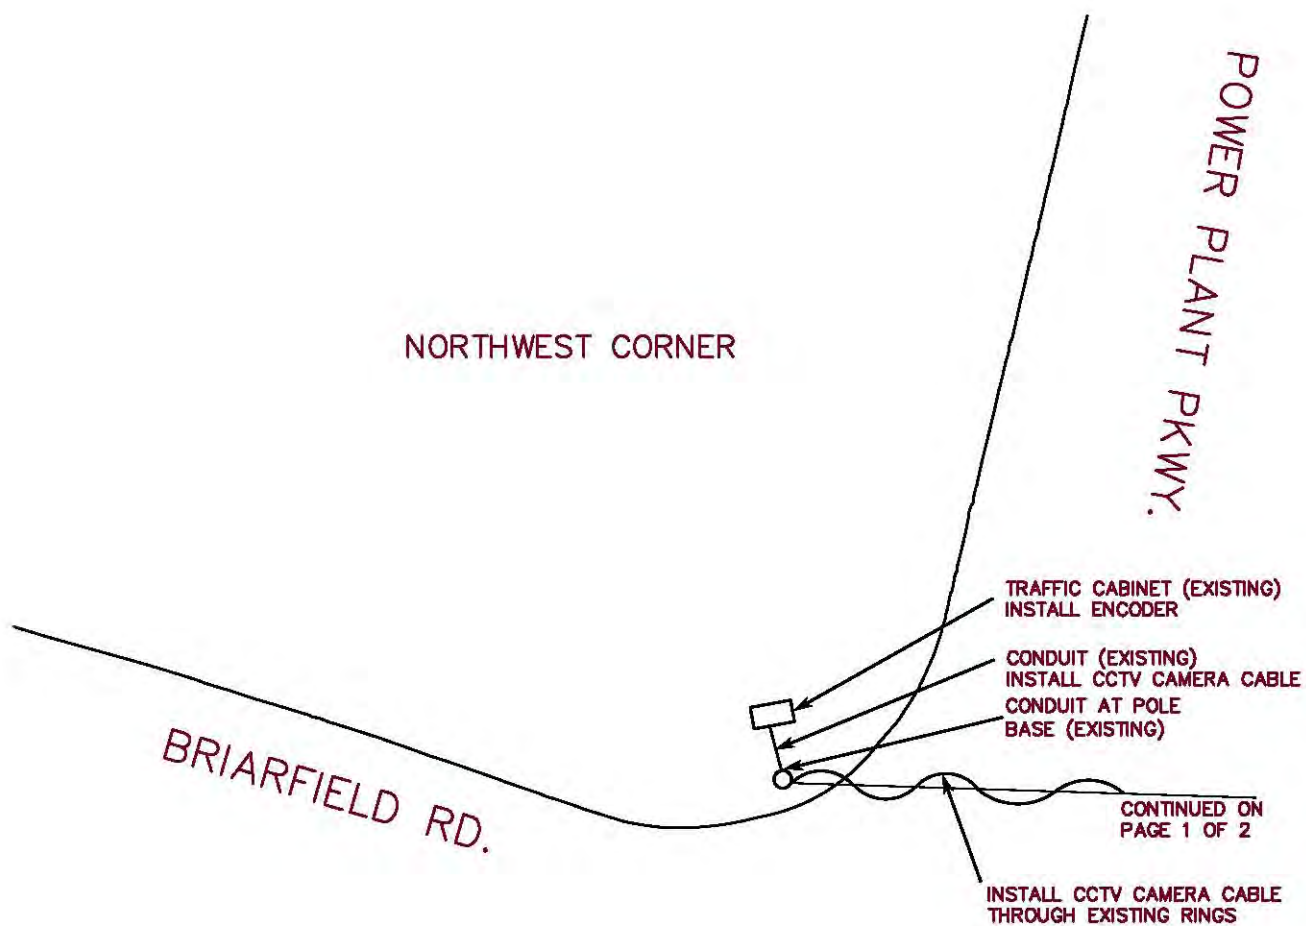 POWER PLANT PKWY.
NORTHWEST CORNER
TRAFFIC CABINET (EXISTING)
INSTALL ENCODER
CONDUIT (EXISTING)
INSTALL CCTV CAMERA CABLE
CONDUIT AT POLE
BASE (EXISTING)
BRIARFIELD RD.
CONTINUED ON
PAGE 1 OF 2
INSTALL CCTV CAMERA CABLE
THROUGH EXISTING RINGS